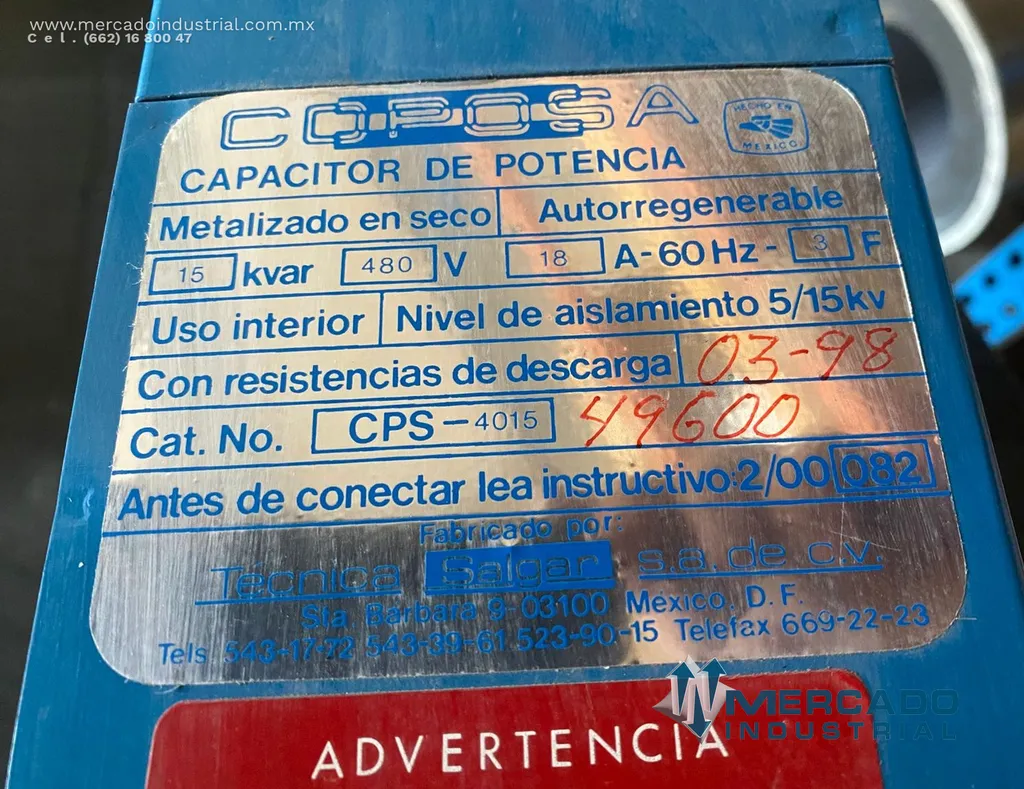 www.mercadoindustrial.com.mx
Cel. (662) 16 800 47
COPOSA
HECHO EN
MEXICO
CAPACITOR DE POTENCIA
Metalizado en seco Autorregenerable
15 kvar 480 V 18 A-60 Hz - 3 F
Uso interior Nivel de aislamiento 5/15 kv
Con resistencias de descarga 03-98
Cat. No. CPS-4015 49600
Antes de conectar lea instructivo:2/00 082
Fabricado por:
Técnica Salgar s.a. de c.v.
Sta. Barbara 9-03100 México, D. F.
Tels. 543-17-72 543-39-61 523-90-15 Telefax 669-22-23
MERCADO
INDUSTRIAL
ADVERTENCIA